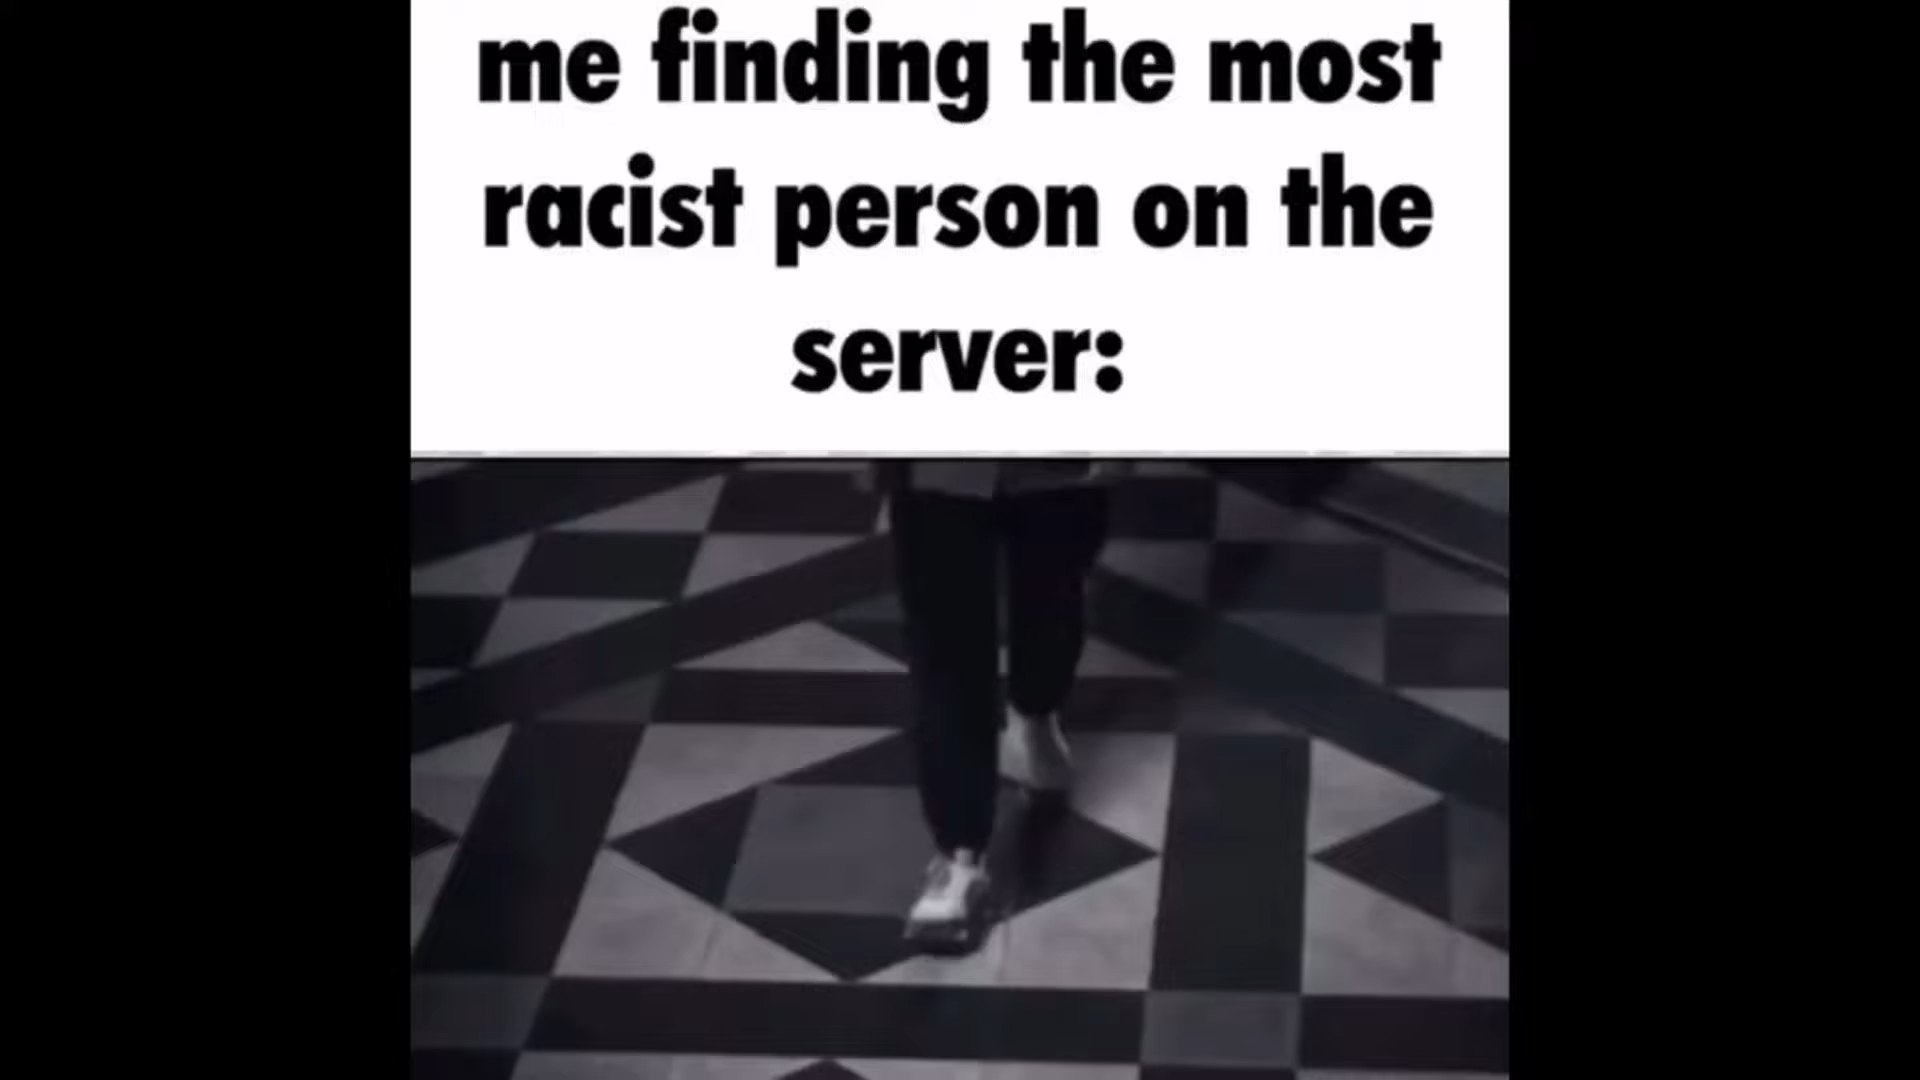 me finding the most
racist person on the
server: